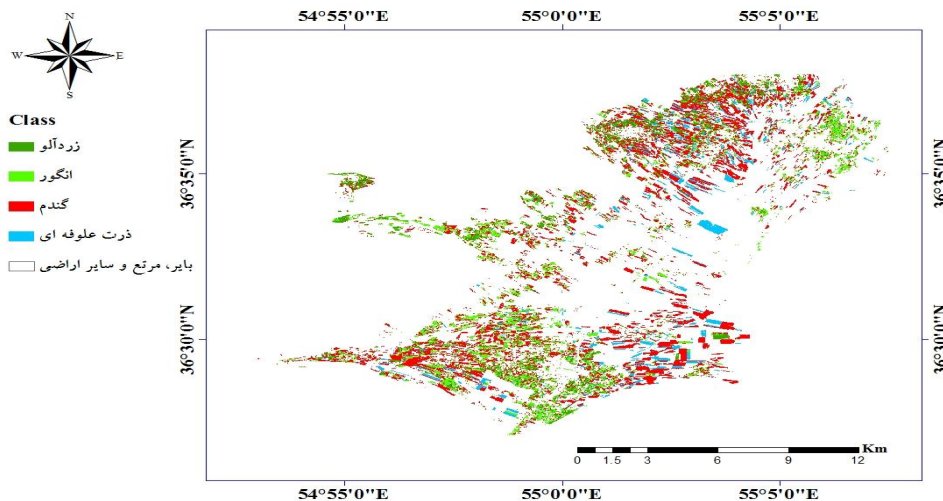 54°55'0"E 55°0'0"E 55°5'0"E
N
W E
S
Class
زردآلو
انگور
گندم
ذرت علوفه ای
بایر، مرتع و سایر اراضی
36°35'0"N
36°30'0"N
36°35'0"N
36°30'0"N
Km
0 1.5 3 6 9 12
54°55'0"E 55°0'0"E 55°5'0"E